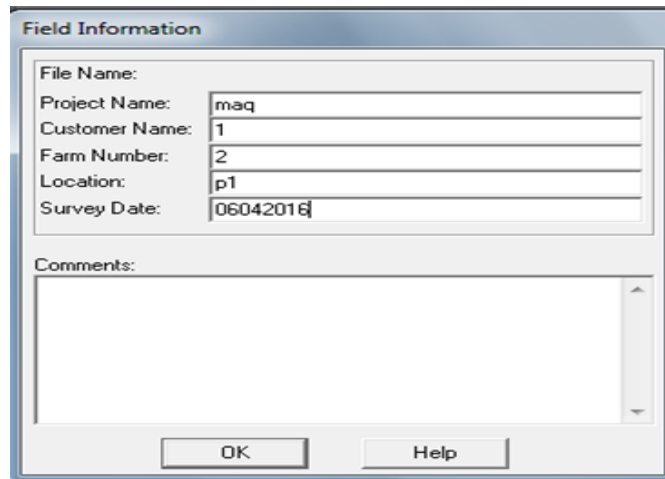 Field Information
File Name:
Project Name: maq
Customer Name: 1
Farm Number: 2
Location: p1
Survey Date: 06042016
Comments:
OK Help